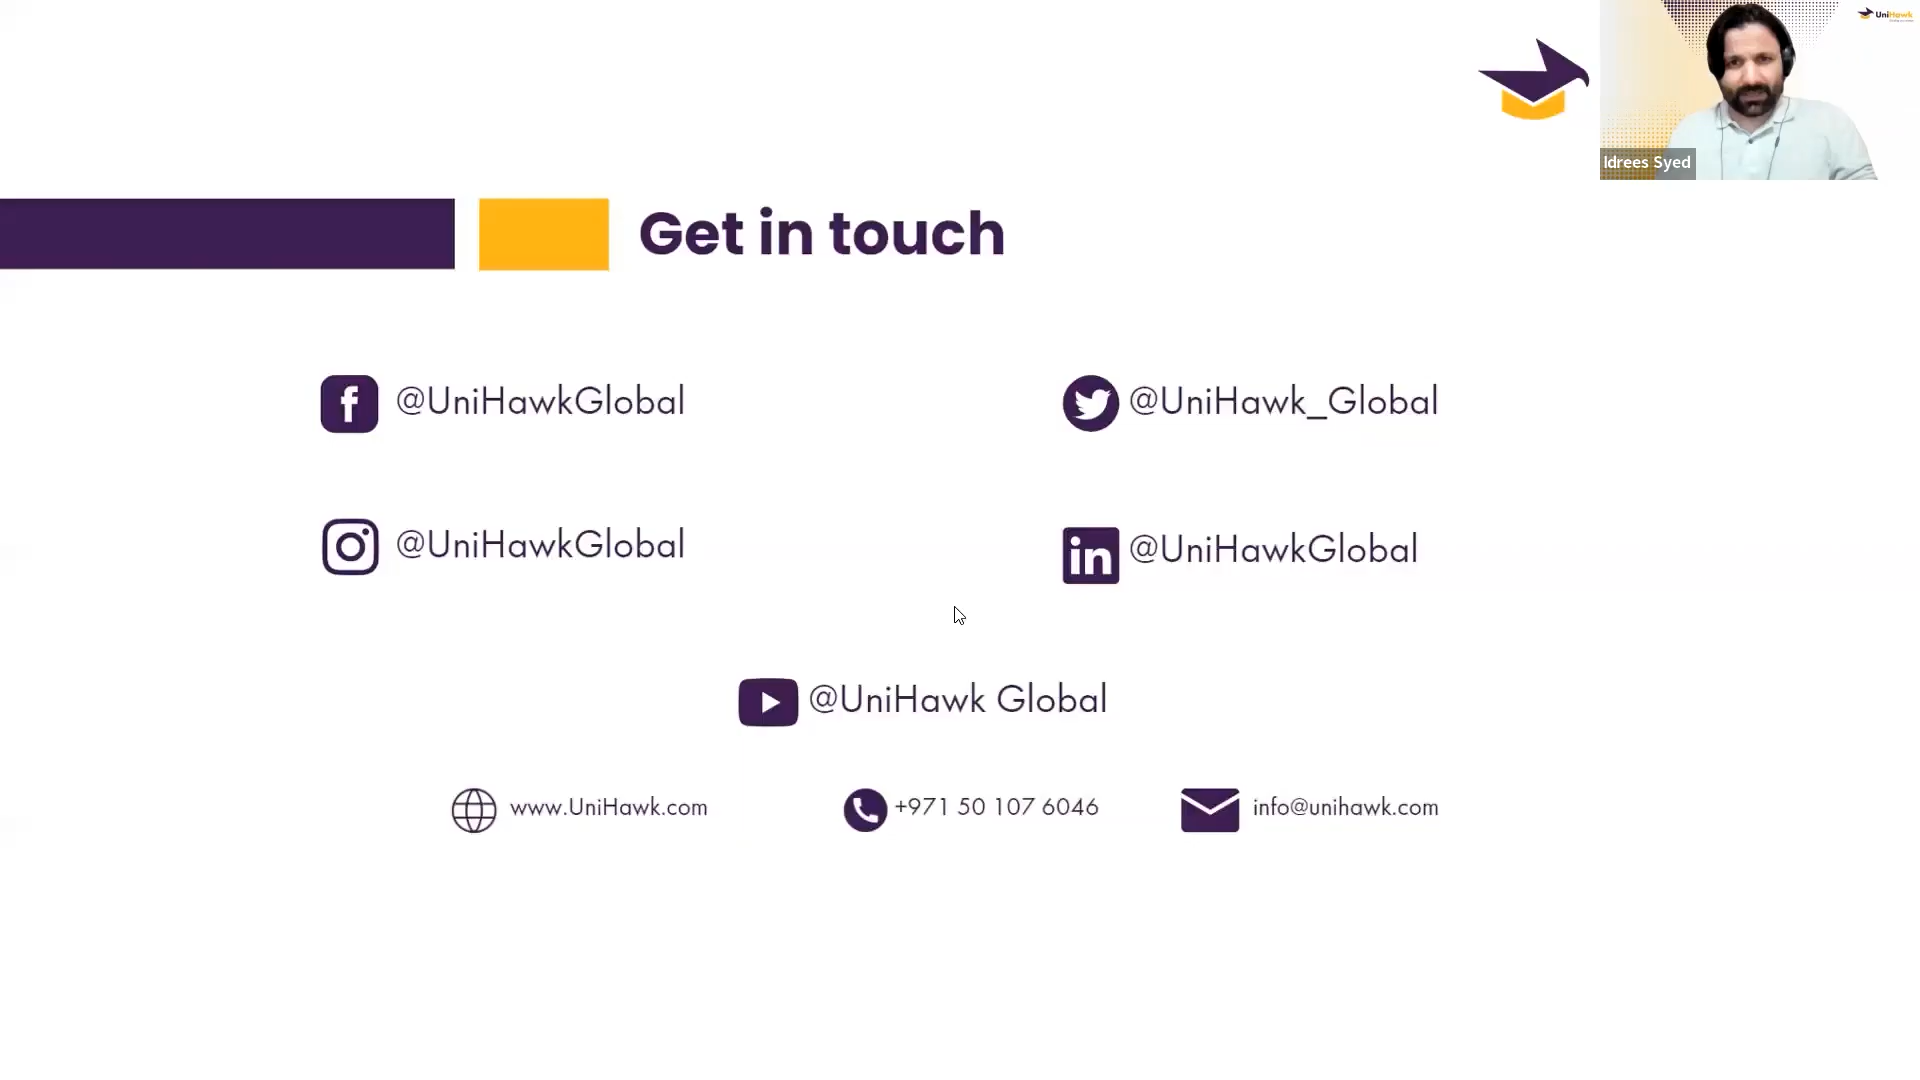 UniHawk
Idrees Syed
Get in touch
@UniHawkGlobal
@UniHawk_Global
@UniHawkGlobal
@UniHawkGlobal
@UniHawk Global
www.UniHawk.com
+971 50 107 6046
info@unihawk.com